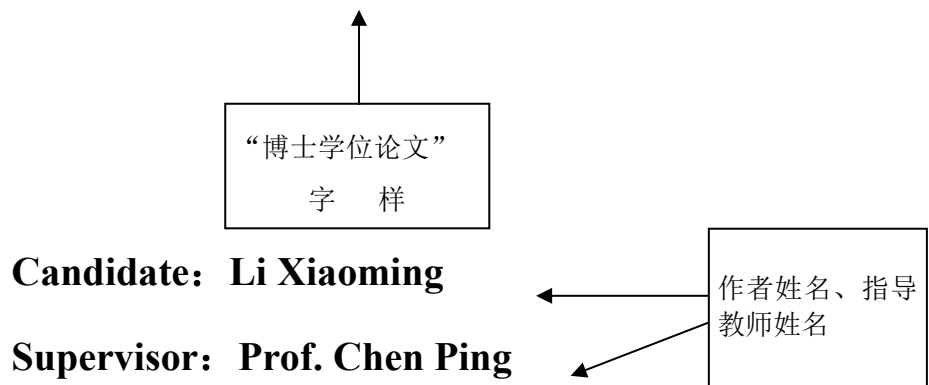 “博士学位论文”
字 样
Candidate：Li Xiaoming
作者姓名、指导
教师姓名
Supervisor：Prof. Chen Ping